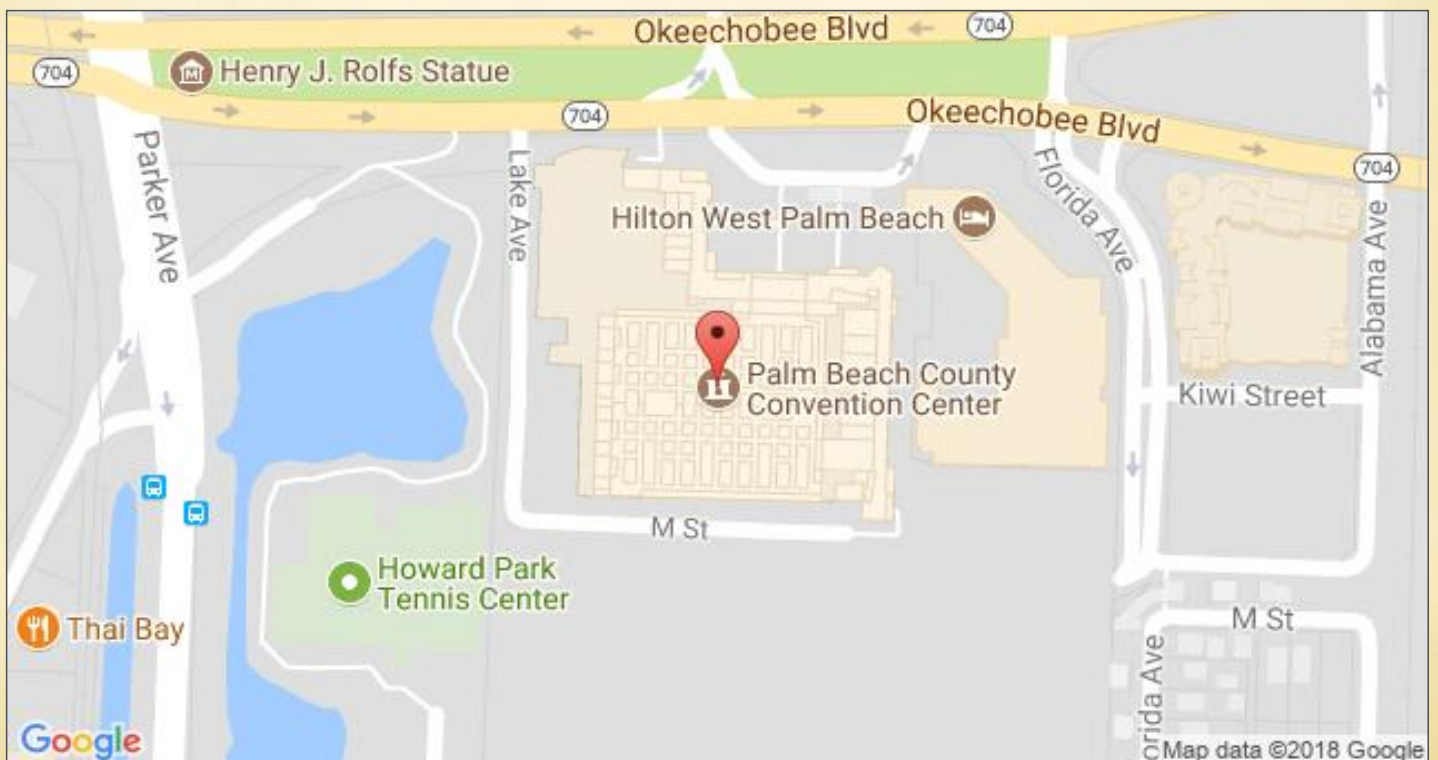 Okeechobee Blvd
704
704
Henry J. Rolfs Statue
704
Okeechobee Blvd
704
Parker Ave
Lake Ave
Florida Ave
Hilton West Palm Beach
Alabama Ave
Palm Beach County
Convention Center
Kiwi Street
M St
Howard Park
Tennis Center
Thai Bay
M St
orida Ave
Google
Map data ©2018 Google